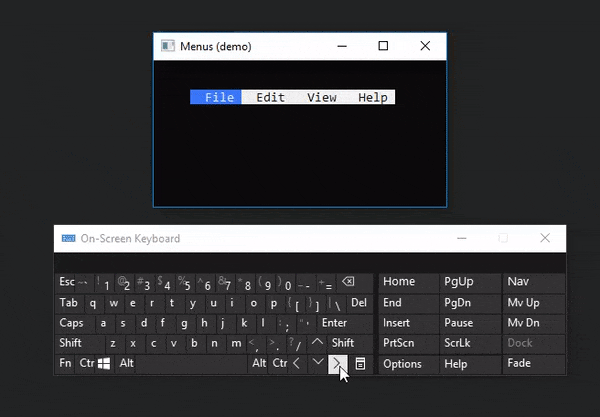 Menus (demo)
File Edit View Help
On-Screen Keyboard
Esc ~` ! 1 @ 2 # 3 $ 4 % 5 ^ 6 & 7 * 8 ( 9 ) 0 _ - + = Home PgUp Nav
Tab q w e r t y u i o p { [ } ] | \ Del End PgDn Mv Up
Caps a s d f g h j k l : ; " ' Enter Insert Pause Mv Dn
Shift z x c v b n m < , > . ? / Shift PrtScn ScrLk Dock
Fn Ctr Alt Alt Ctr Options Help Fade